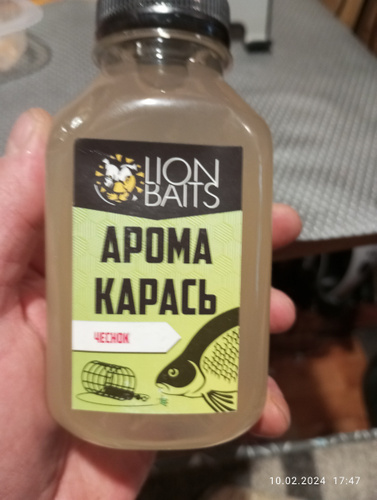 LION
BAITS
АРОМА
КАРАСЬ
ЧЕСНОК
10.02.2024 17:47